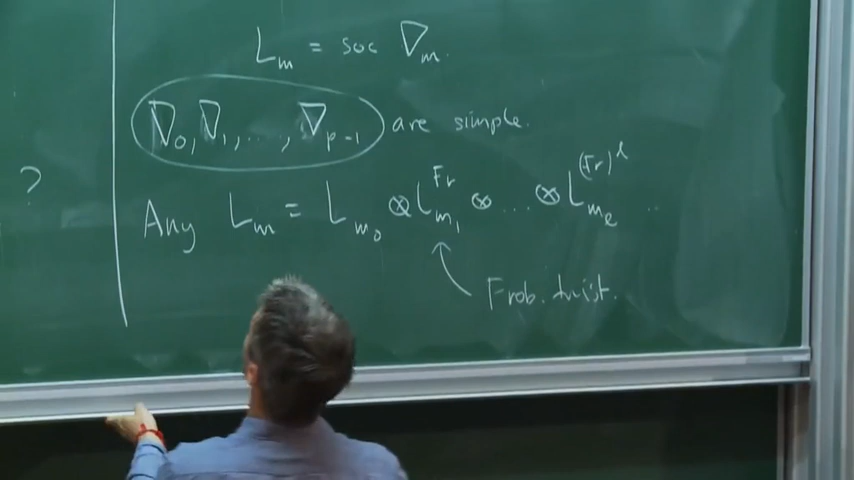 L_m = soc ∇_m.
∇_0, ∇_1, ..., ∇_{p-1} are simple.
?
Any L_m = L_{m_0} ⊗ L_{m_1}^{Fr} ⊗ ... ⊗ L_{m_l}^{(Fr)^l} ..
Frob. twist.